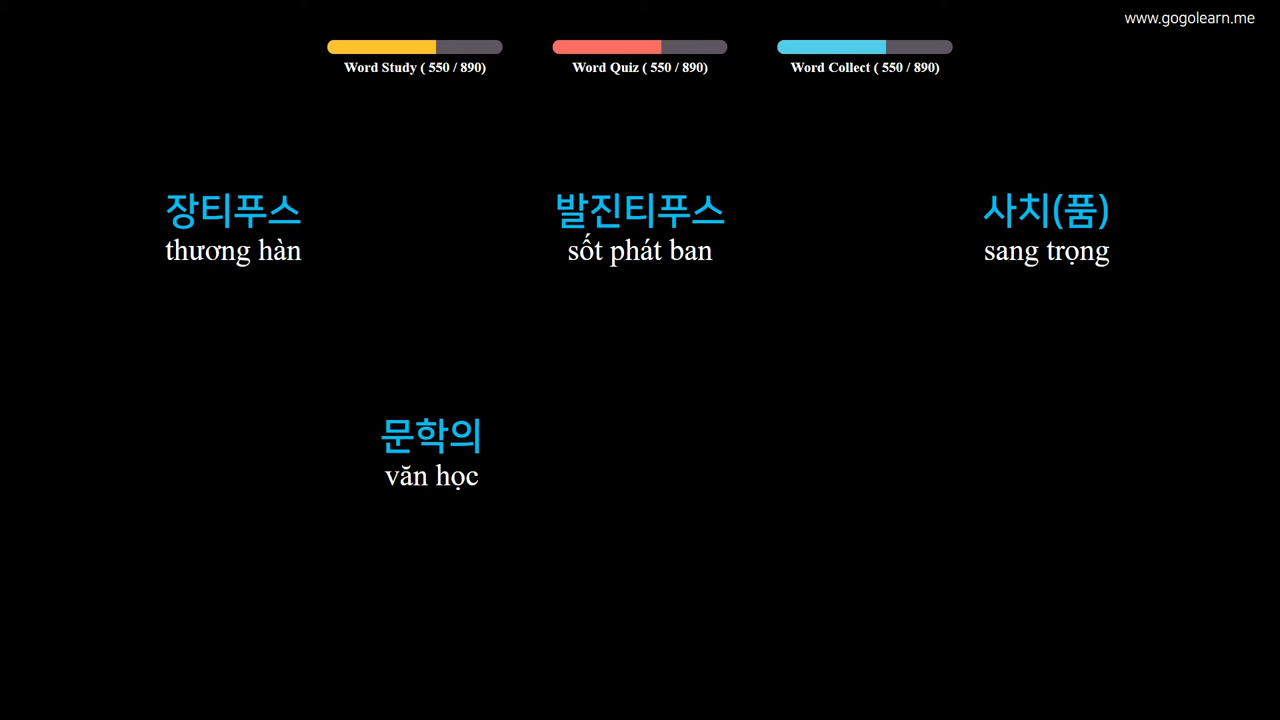 www.gogolearn.me
Word Study ( 550 / 890)
Word Quiz ( 550 / 890)
Word Collect ( 550 / 890)
장티푸스
thương hàn
발진티푸스
sốt phát ban
사치(품)
sang trọng
문학의
văn học